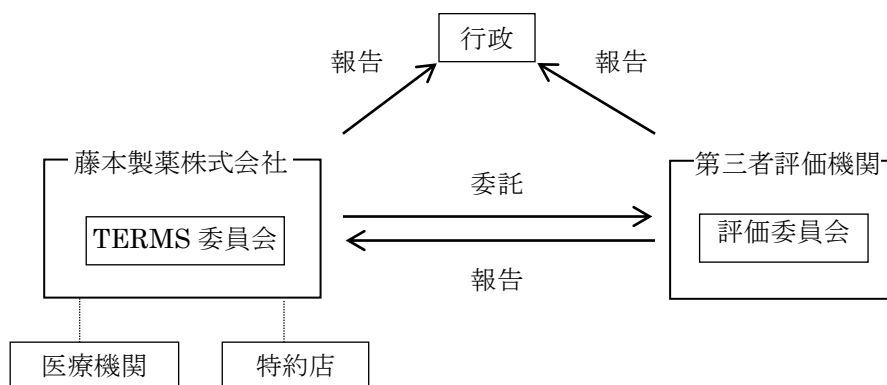 行政
報告
報告
藤本製薬株式会社
第三者評価機関
委託
TERMS 委員会
評価委員会
報告
医療機関
特約店